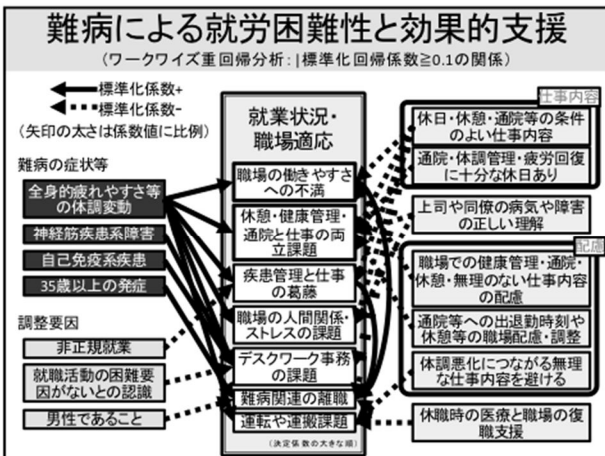 難病による就労困難性と効果的支援
(ワークワイズ重回帰分析:|標準化回帰係数≧0.1の関係)
標準化係数+
標準化係数-
(矢印の太さは係数値に比例)
難病の症状等
全身的疲れやすさ等
の体調変動
神経筋疾患系障害
自己免疫系疾患
35歳以上の発症
調整要因
非正規就業
就職活動の困難要
因がないとの認識
男性であること
就業状況・
職場適応
職場の働きやすさ
への不満
休憩・健康管理・
通院と仕事の両
立課題
疾患管理と仕事
の葛藤
職場の人間関係・
ストレスの課題
デスクワーク事務
の課題
難病関連の離職
運転や運搬課題
(決定係数の大きな順)
仕事内容
休日・休憩・通院等の条件
のよい仕事内容
通院・体調管理・疲労回復
に十分な休日あり
上司や同僚の病気や障害
の正しい理解
配慮
職場での健康管理・通院・
休憩・無理のない仕事内容
の配慮
通院等への出退勤時刻や
休憩等の職場配慮・調整
体調悪化につながる無理
な仕事内容を避ける
休職時の医療と職場の復
職支援